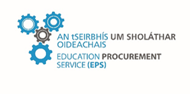 AN tSEIRBHÍS UM SHOLÁTHAR
OIDEACHAIS
EDUCATION PROCUREMENT
SERVICE (EPS)